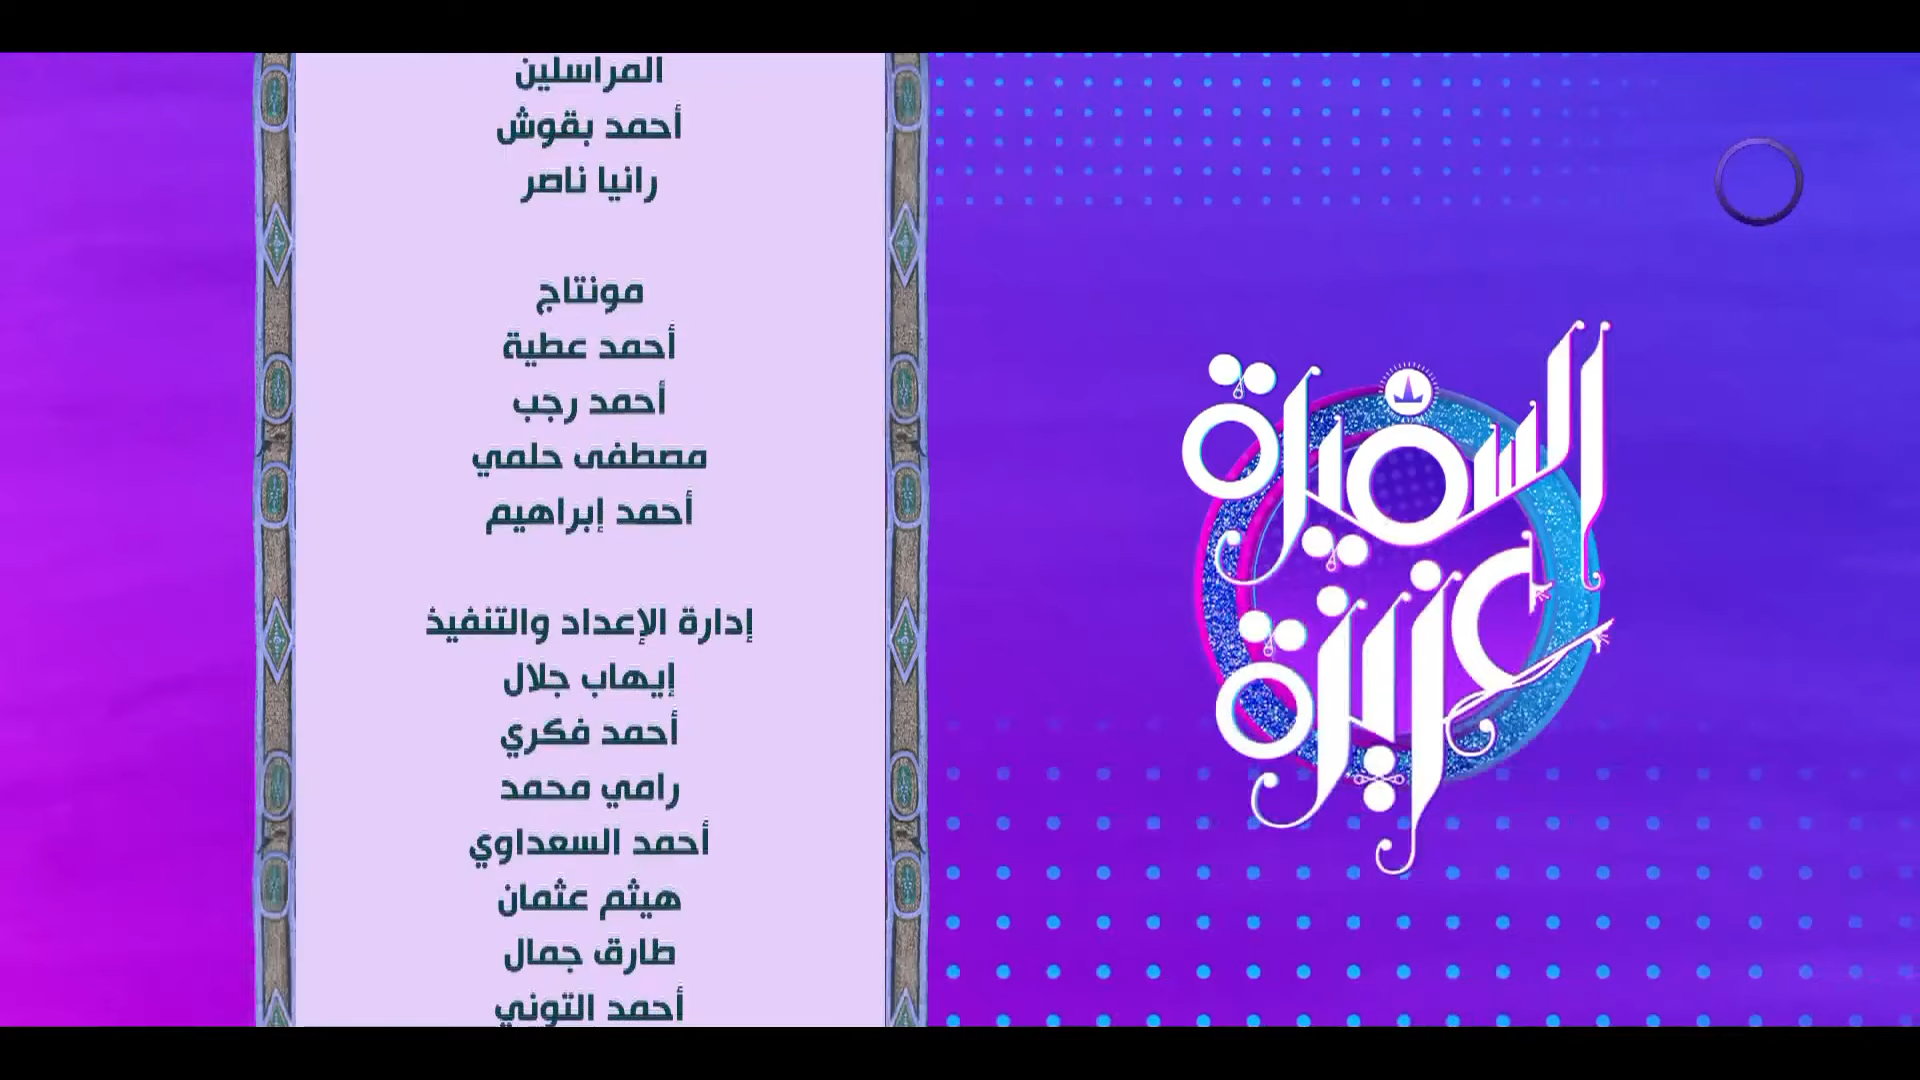 المراسلين
أحمد بقوش
رانيا ناصر
مونتاج
أحمد عطية
أحمد رجب
مصطفى حلمي
أحمد إبراهيم
إدارة الإعداد والتنفيذ
إيهاب جلال
أحمد فكري
رامي محمد
أحمد السعداوي
هيثم عثمان
طارق جمال
أحمد التوني
السفيرة
عزيزة